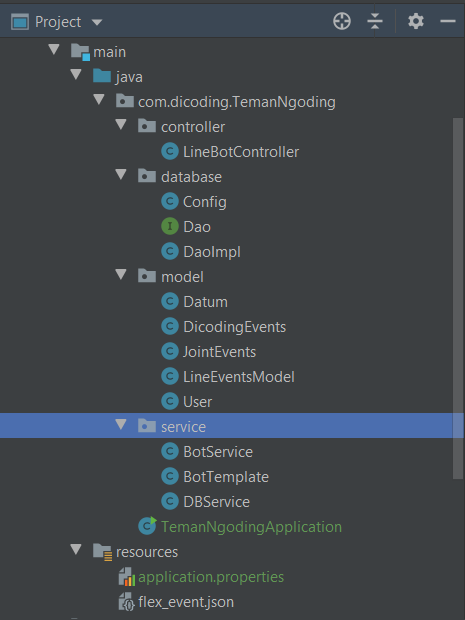 Project
main
java
com.dicoding.TemanNgoding
controller
C LineBotController
database
C Config
I Dao
C DaoImpl
model
C Datum
C DicodingEvents
C JointEvents
C LineEventsModel
C User
service
C BotService
C BotTemplate
C DBService
C TemanNgodingApplication
resources
application.properties
flex_event.json